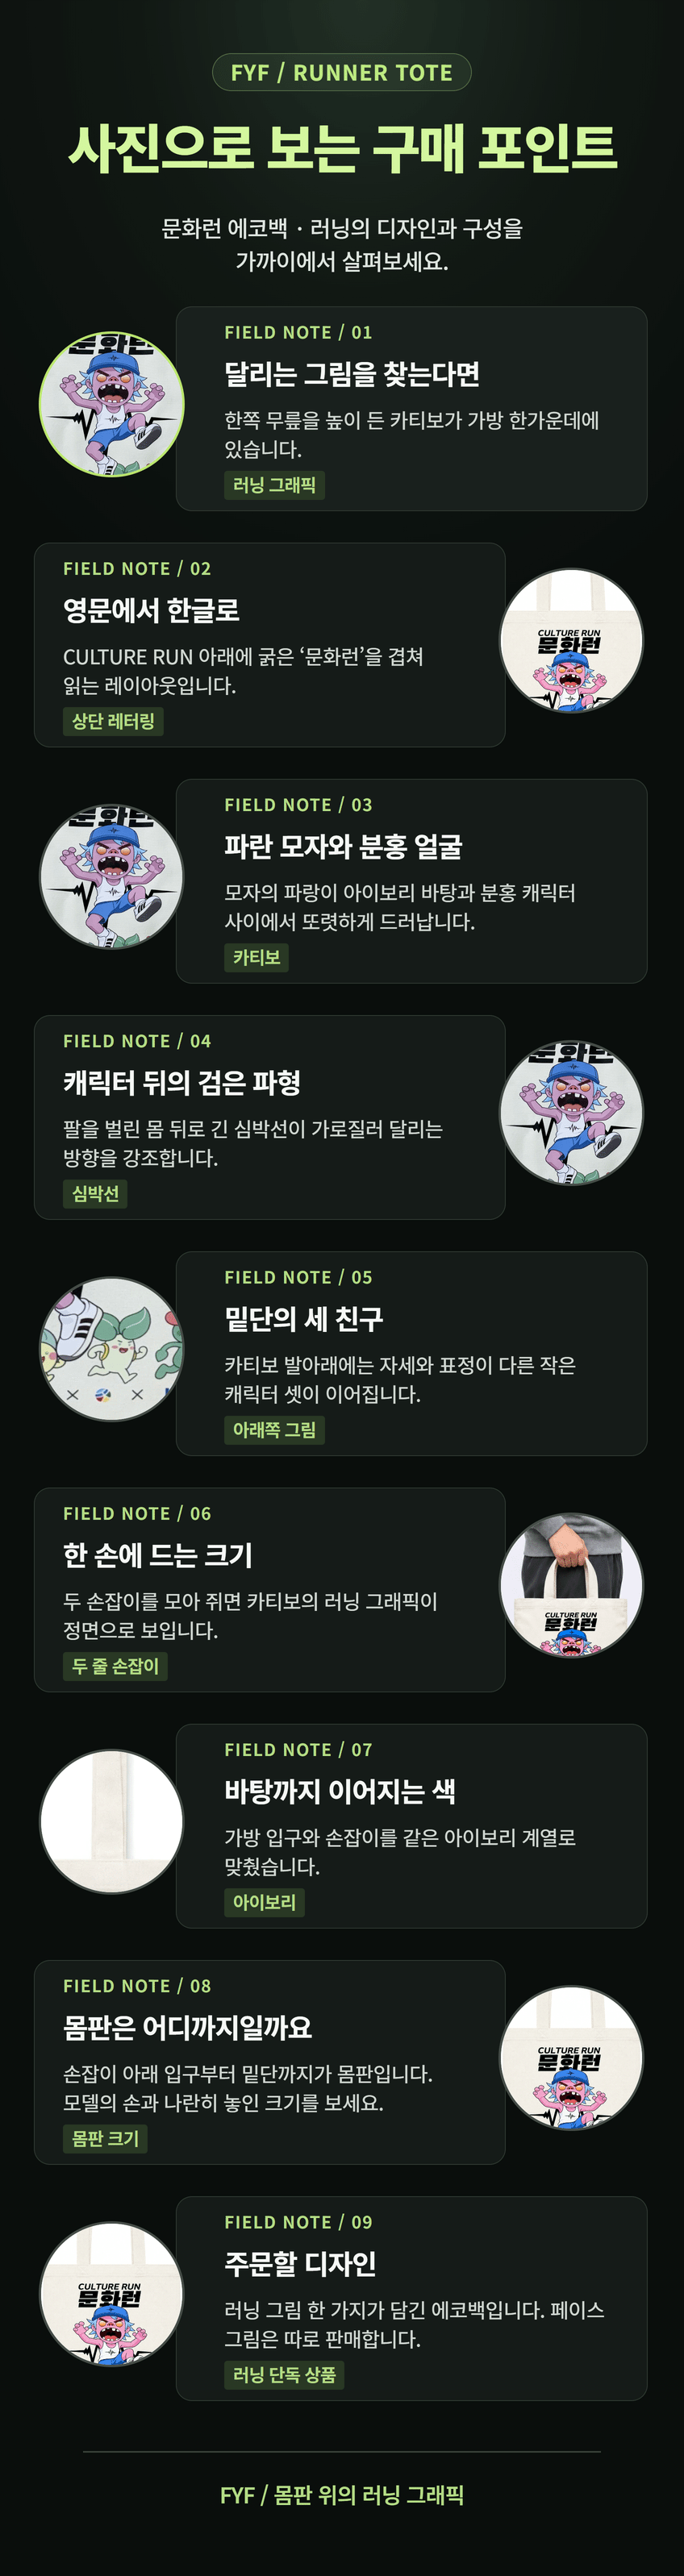 FYF / RUNNER TOTE
사진으로 보는 구매 포인트
문화런 에코백 · 러닝의 디자인과 구성을
가까이에서 살펴보세요.
문화런
FIELD NOTE / 01
달리는 그림을 찾는다면
한쪽 무릎을 높이 든 카티보가 가방 한가운데에
있습니다.
러닝 그래픽
FIELD NOTE / 02
영문에서 한글로
CULTURE RUN 아래에 굵은 ‘문화런’을 겹쳐
읽는 레이아웃입니다.
상단 레터링
CULTURE RUN
문화런
문화런
FIELD NOTE / 03
파란 모자와 분홍 얼굴
모자의 파랑이 아이보리 바탕과 분홍 캐릭터
사이에서 또렷하게 드러납니다.
카티보
FIELD NOTE / 04
캐릭터 뒤의 검은 파형
팔을 벌린 몸 뒤로 긴 심박선이 가로질러 달리는
방향을 강조합니다.
심박선
문화런
FIELD NOTE / 05
밑단의 세 친구
카티보 발아래에는 자세와 표정이 다른 작은
캐릭터 셋이 이어집니다.
아래쪽 그림
FIELD NOTE / 06
한 손에 드는 크기
두 손잡이를 모아 쥐면 카티보의 러닝 그래픽이
정면으로 보입니다.
두 줄 손잡이
CULTURE RUN
문화런
FIELD NOTE / 07
바탕까지 이어지는 색
가방 입구와 손잡이를 같은 아이보리 계열로
맞췄습니다.
아이보리
FIELD NOTE / 08
몸판은 어디까지일까요
손잡이 아래 입구부터 밑단까지가 몸판입니다.
모델의 손과 나란히 놓인 크기를 보세요.
몸판 크기
CULTURE RUN
문화런
CULTURE RUN
문화런
FIELD NOTE / 09
주문할 디자인
러닝 그림 한 가지가 담긴 에코백입니다. 페이스
그림은 따로 판매합니다.
러닝 단독 상품
FYF / 몸판 위의 러닝 그래픽